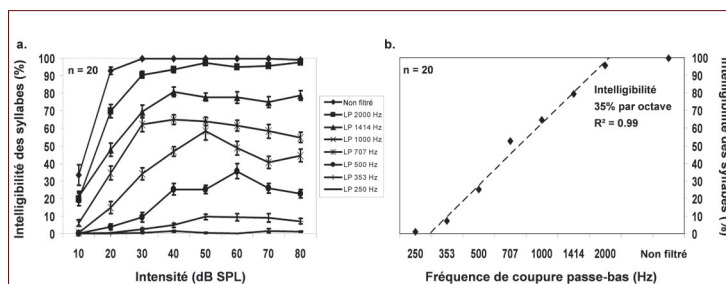 a.
n = 20
Intelligibilité des syllabes (%)
100
90
80
70
60
50
40
30
20
10
0
10 20 30 40 50 60 70 80
Intensité (dB SPL)
Non filtré
LP 2000 Hz
LP 1414 Hz
LP 1000 Hz
LP 707 Hz
LP 500 Hz
LP 353 Hz
LP 250 Hz
b.
n = 20
Intelligibilité
35% par octave
R² = 0.99
100
90
80
70
60
50
40
30
20
10
0
Intelligibilité des syllabes (%)
250 353 500 707 1000 1414 2000 Non filtré
Fréquence de coupure passe-bas (Hz)